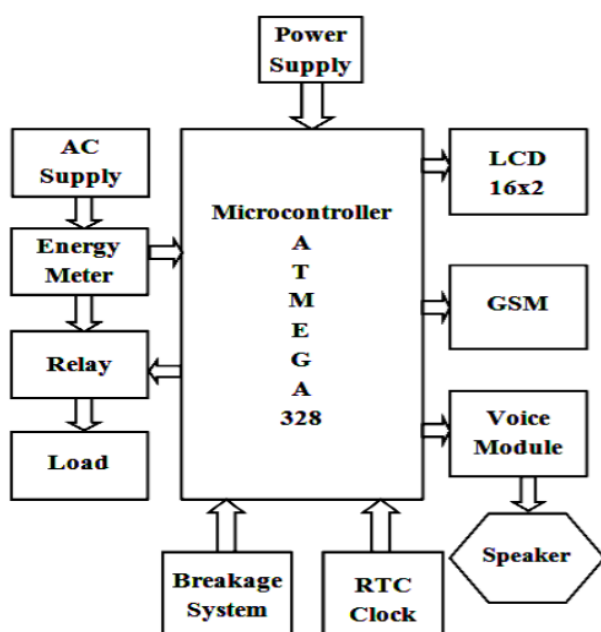 Power
Supply
AC
Supply
LCD
16x2
Microcontroller
A
T
M
E
G
A
328
Energy
Meter
GSM
Relay
Voice
Module
Load
Speaker
Breakage
System
RTC
Clock